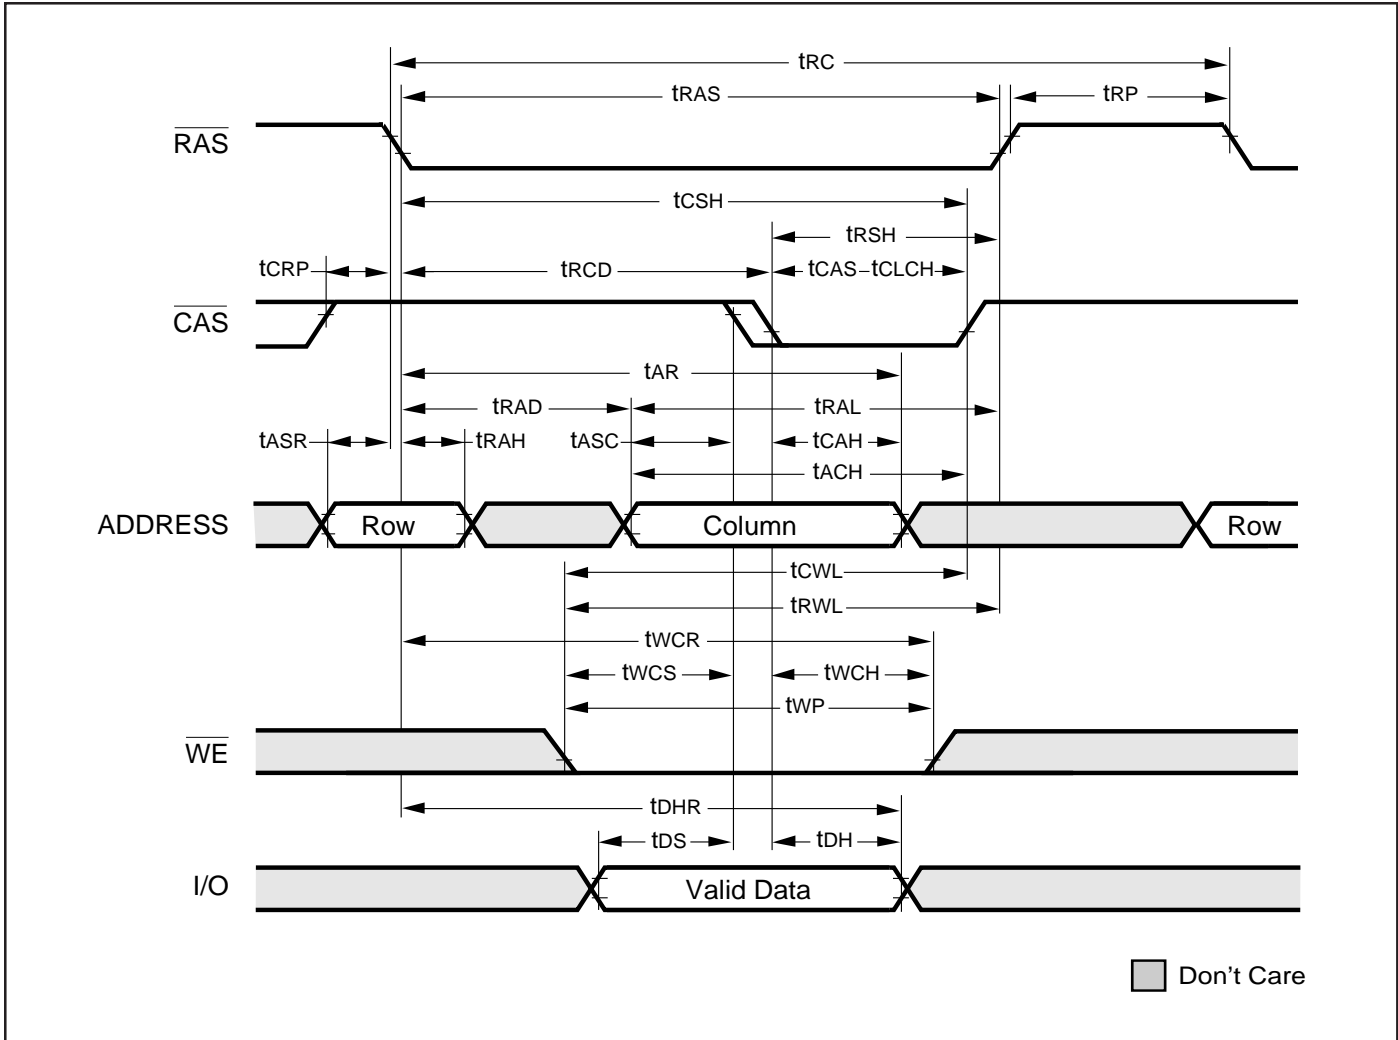 tRC
tRAS
tRP
RAS
tCSH
tRSH
tCRP
tRCD
tCAS
tCLCH
CAS
tAR
tRAD
tRAL
tASR
tRAH
tASC
tCAH
tACH
ADDRESS
Row
Column
Row
tCWL
tRWL
tWCR
tWCS
tWCH
tWP
WE
tDHR
tDS
tDH
I/O
Valid Data
Don't Care